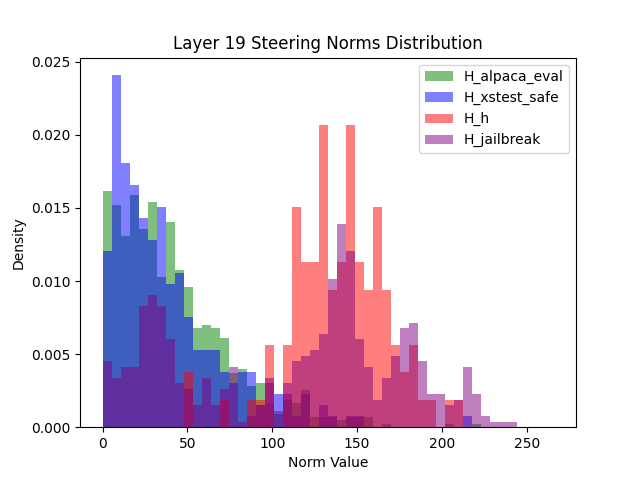 Layer 19 Steering Norms Distribution
H_alpaca_eval
H_xstest_safe
H_h
H_jailbreak
0.025
0.020
0.015
0.010
0.005
0.000
Density
0
50
100
150
200
250
Norm Value